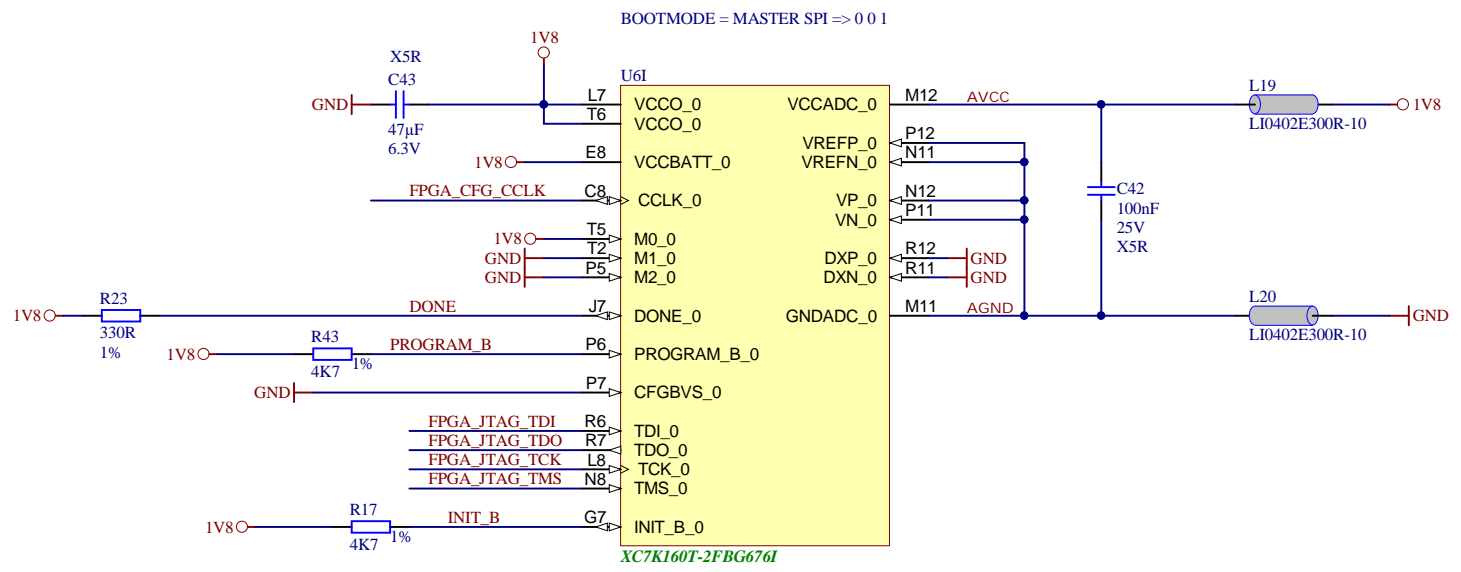 BOOTMODE = MASTER SPI => 0 0 1
1V8
X5R
C43
GND
47µF
6.3V
U6I
L7 VCCO_0
T6 VCCO_0
1V8 E8 VCCBATT_0
FPGA_CFG_CCLK C8 CCLK_0
1V8 T5 M0_0
GND T2 M1_0
GND P5 M2_0
R23
1V8 DONE J7 DONE_0
330R
1%
R43
1V8 PROGRAM_B P6 PROGRAM_B_0
4K7 1%
GND P7 CFGBVS_0
FPGA_JTAG_TDI R6 TDI_0
FPGA_JTAG_TDO R7 TDO_0
FPGA_JTAG_TCK L8 TCK_0
FPGA_JTAG_TMS N8 TMS_0
R17
1V8 INIT_B G7 INIT_B_0
4K7 1%
VCCADC_0 M12 AVCC
L19
1V8
LI0402E300R-10
VREFP_0 P12
VREFN_0 N11
VP_0 N12
VN_0 P11
C42
100nF
25V
X5R
DXP_0 R12 GND
DXN_0 R11 GND
GNDADC_0 M11 AGND
L20
GND
LI0402E300R-10
XC7K160T-2FBG676I